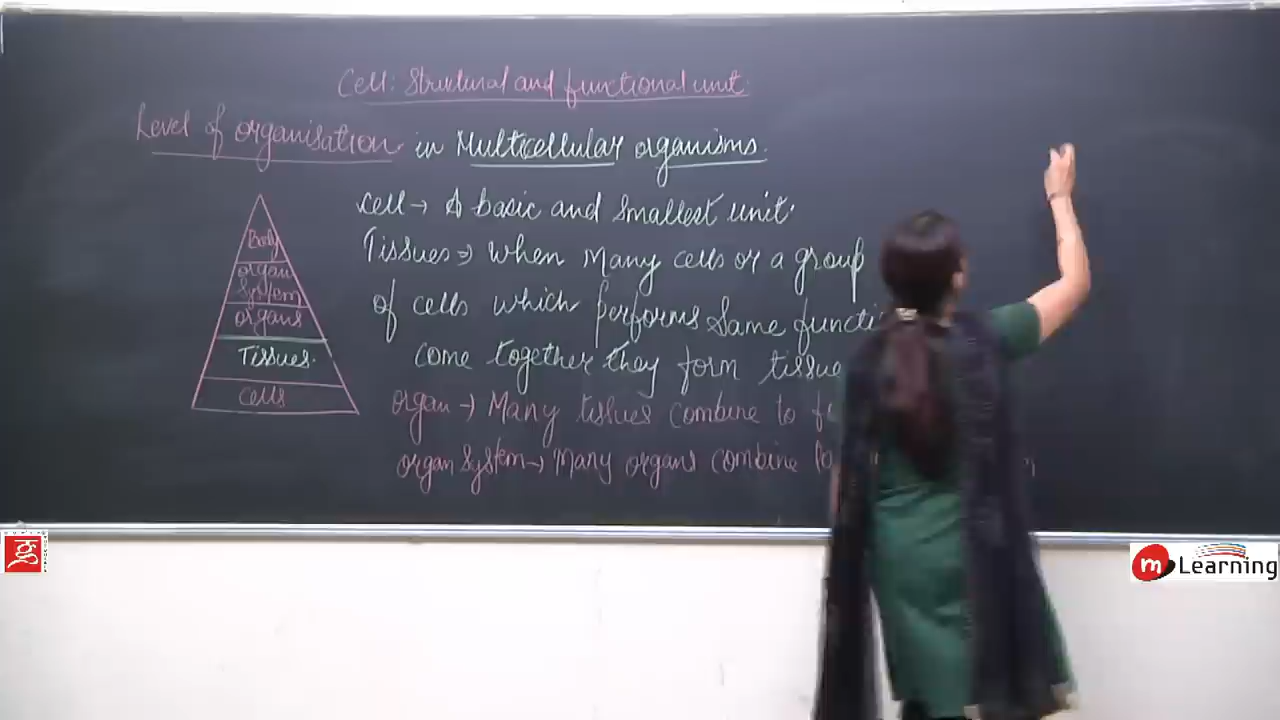 Cell: Structural and functional unit.
Level of organisation in Multicellular organisms.
Cell → A basic and smallest unit.
Tissues ⇒ When many cells or a group
of cells which performs same functi
come together they form tissue
organ → Many tissues combine to f
organ system → Many organs combine to
Body
organ
system
organs
Tissues.
Cells
ग
m Learning